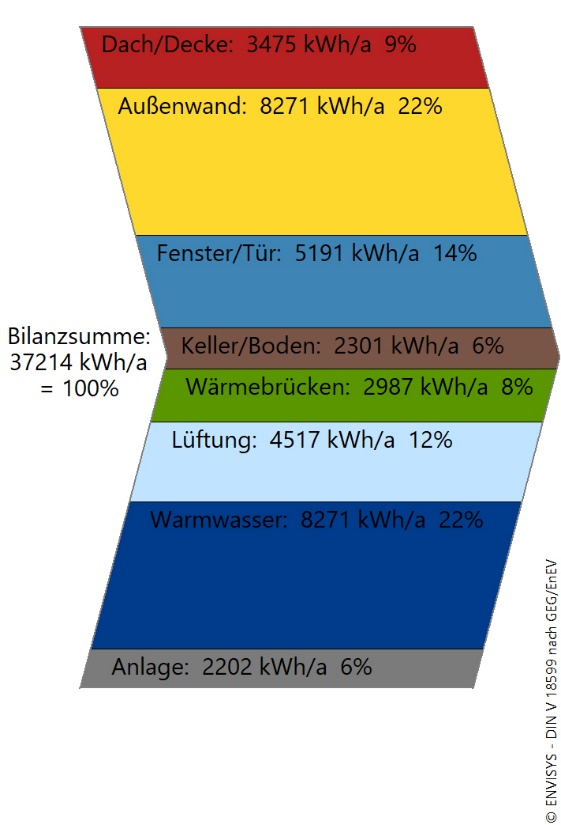 Dach/Decke: 3475 kWh/a 9%
Außenwand: 8271 kWh/a 22%
Fenster/Tür: 5191 kWh/a 14%
Bilanzsumme:
37214 kWh/a
= 100%
Keller/Boden: 2301 kWh/a 6%
Wärmebrücken: 2987 kWh/a 8%
Lüftung: 4517 kWh/a 12%
Warmwasser: 8271 kWh/a 22%
Anlage: 2202 kWh/a 6%
© ENVISYS - DIN V 18599 nach GEG/EnEV